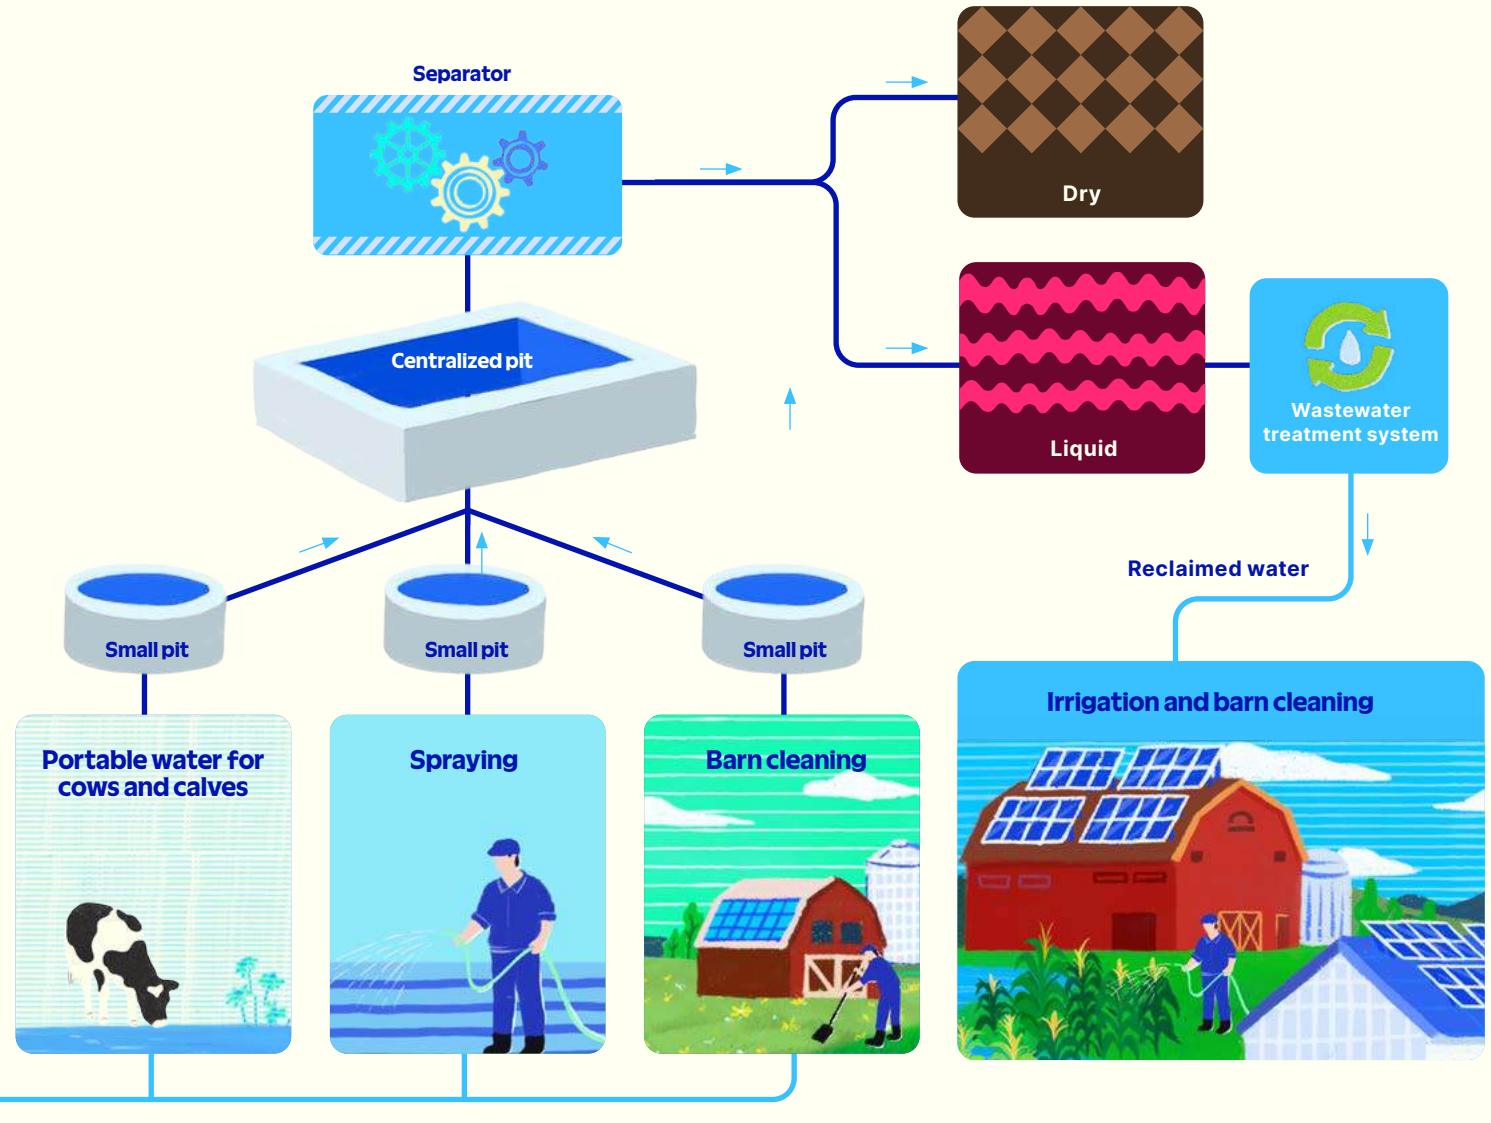 Separator
Dry
Centralized pit
Liquid
Wastewater
treatment system
Reclaimed water
Small pit
Small pit
Small pit
Irrigation and barn cleaning
Portable water for
cows and calves
Spraying
Barn cleaning